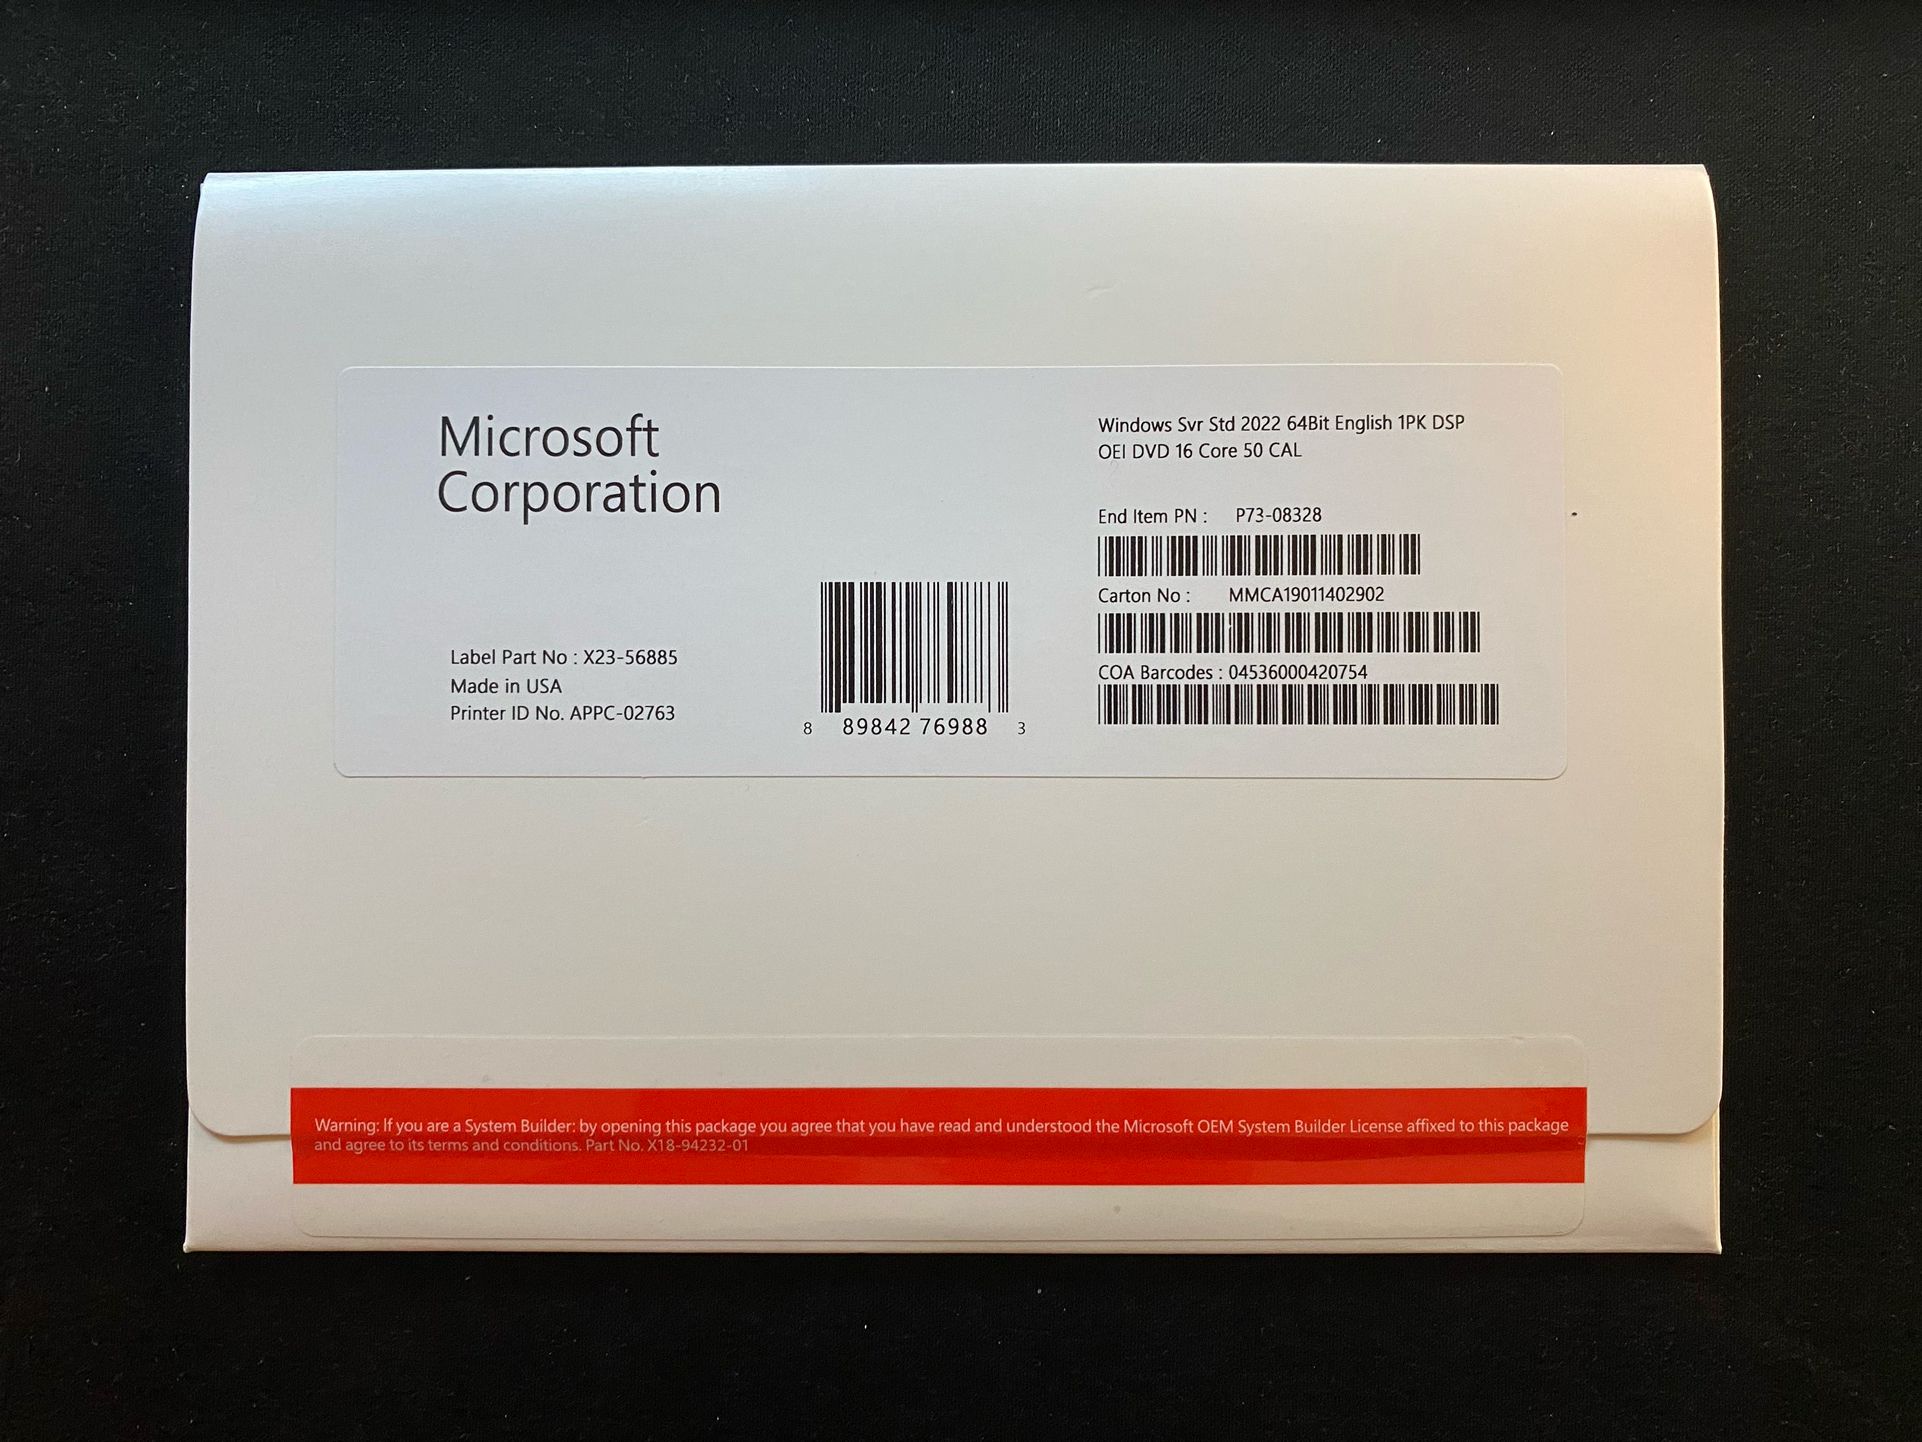 Microsoft
Corporation
Label Part No : X23-56885
Made in USA
Printer ID No. APPC-02763
8 89842 76988 3
Windows Svr Std 2022 64Bit English 1PK DSP
OEI DVD 16 Core 50 CAL
End Item PN : P73-08328
Carton No : MMCA19011402902
COA Barcodes : 04536000420754
Warning: If you are a System Builder: by opening this package you agree that you have read and understood the Microsoft OEM System Builder License affixed to this package
and agree to its terms and conditions. Part No. X18-94232-01